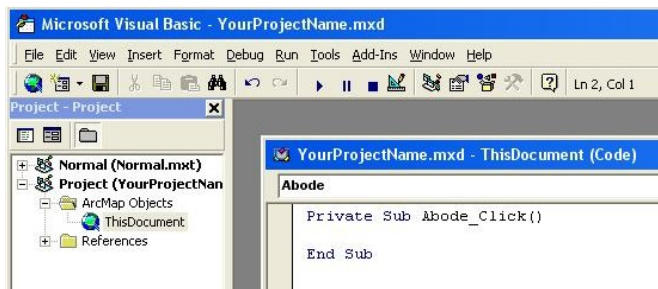 Microsoft Visual Basic - YourProjectName.mxd
File Edit View Insert Format Debug Run Tools Add-Ins Window Help
Ln 2, Col 1
Project - Project
Normal (Normal.mxt)
Project (YourProjectNan
ArcMap Objects
ThisDocument
References
YourProjectName.mxd - ThisDocument (Code)
Abode
Private Sub Abode_Click()
End Sub